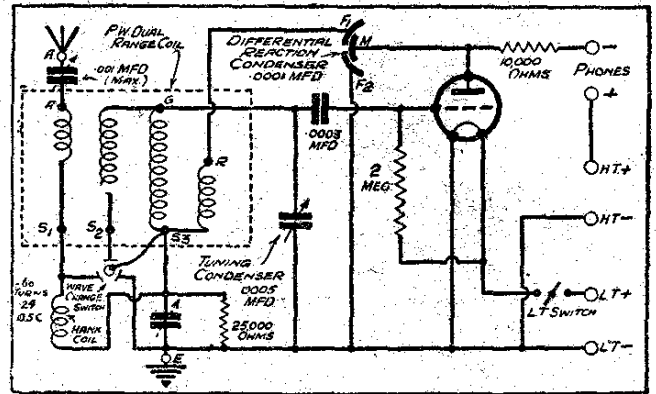 P.W. DUAL
RANGE COIL
A
.001 MFD
(MAX.)
A
G
R
S1
S2
S3
DIFFERENTIAL
REACTION
CONDENSER
.0001 MFD
F1
M
F2
10,000
OHMS
PHONES
−
+
HT.+
HT−
LT+
LT SWITCH
LT−
.0003
MFD
2
MEG.
TUNING
CONDENSER
.0005
MFD
60
TURNS
24
D.S.C.
WAVE
CHANGE
SWITCH
HANK
COIL
25,000
OHMS
E